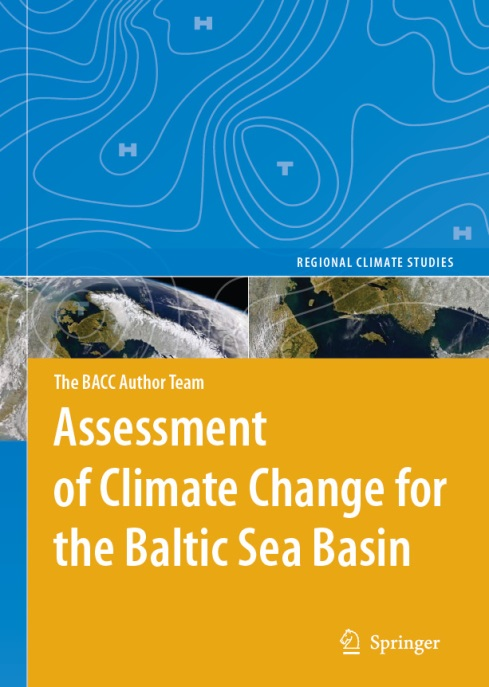 H
H
T
H
REGIONAL CLIMATE STUDIES
The BACC Author Team
Assessment
of Climate Change for
the Baltic Sea Basin
Springer